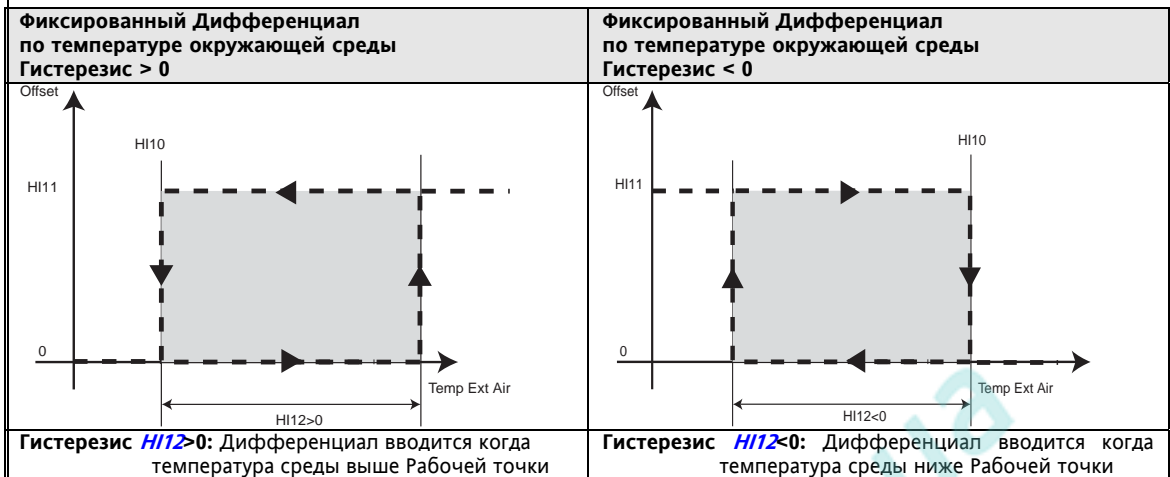 Фиксированный Дифференциал
по температуре окружающей среды
Гистерезис > 0
Offset
HI10
HI11
0
Temp Ext Air
HI12>0
Гистерезис HI12>0: Дифференциал вводится когда
температура среды выше Рабочей точки
Фиксированный Дифференциал
по температуре окружающей среды
Гистерезис < 0
Offset
HI10
HI11
0
Temp Ext Air
HI12<0
Гистерезис HI12<0: Дифференциал вводится когда
температура среды ниже Рабочей точки